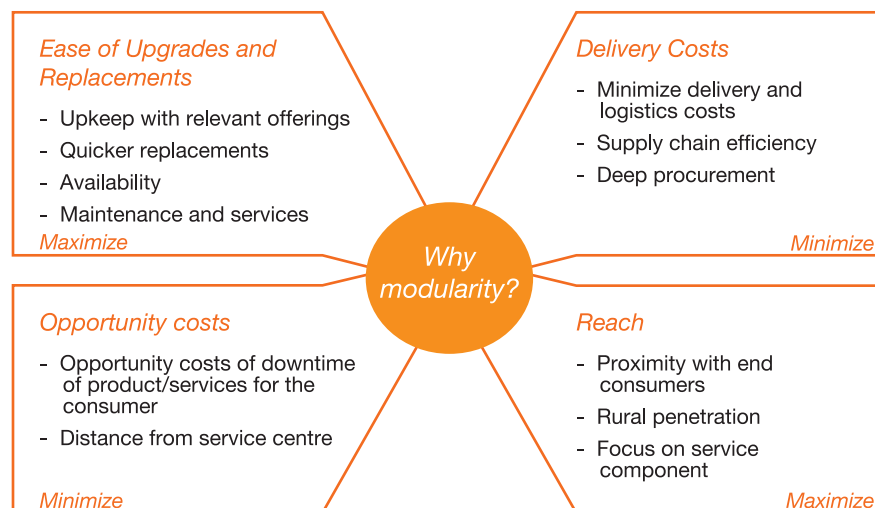 Ease of Upgrades and
Replacements
- Upkeep with relevant offerings
- Quicker replacements
- Availability
- Maintenance and services
Maximize
Delivery Costs
- Minimize delivery and
logistics costs
- Supply chain efficiency
- Deep procurement
Minimize
Why
modularity?
Opportunity costs
- Opportunity costs of downtime
of product/services for the
consumer
- Distance from service centre
Minimize
Reach
- Proximity with end
consumers
- Rural penetration
- Focus on service
component
Maximize